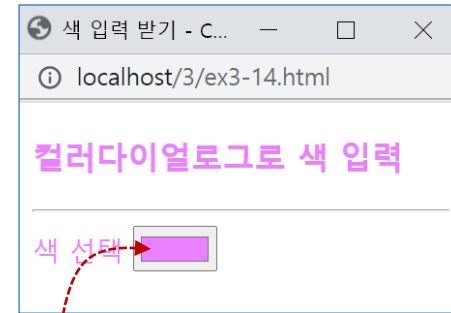 색 입력 받기 - C...
localhost/3/ex3-14.html
컬러다이얼로그로 색 입력
색 선택